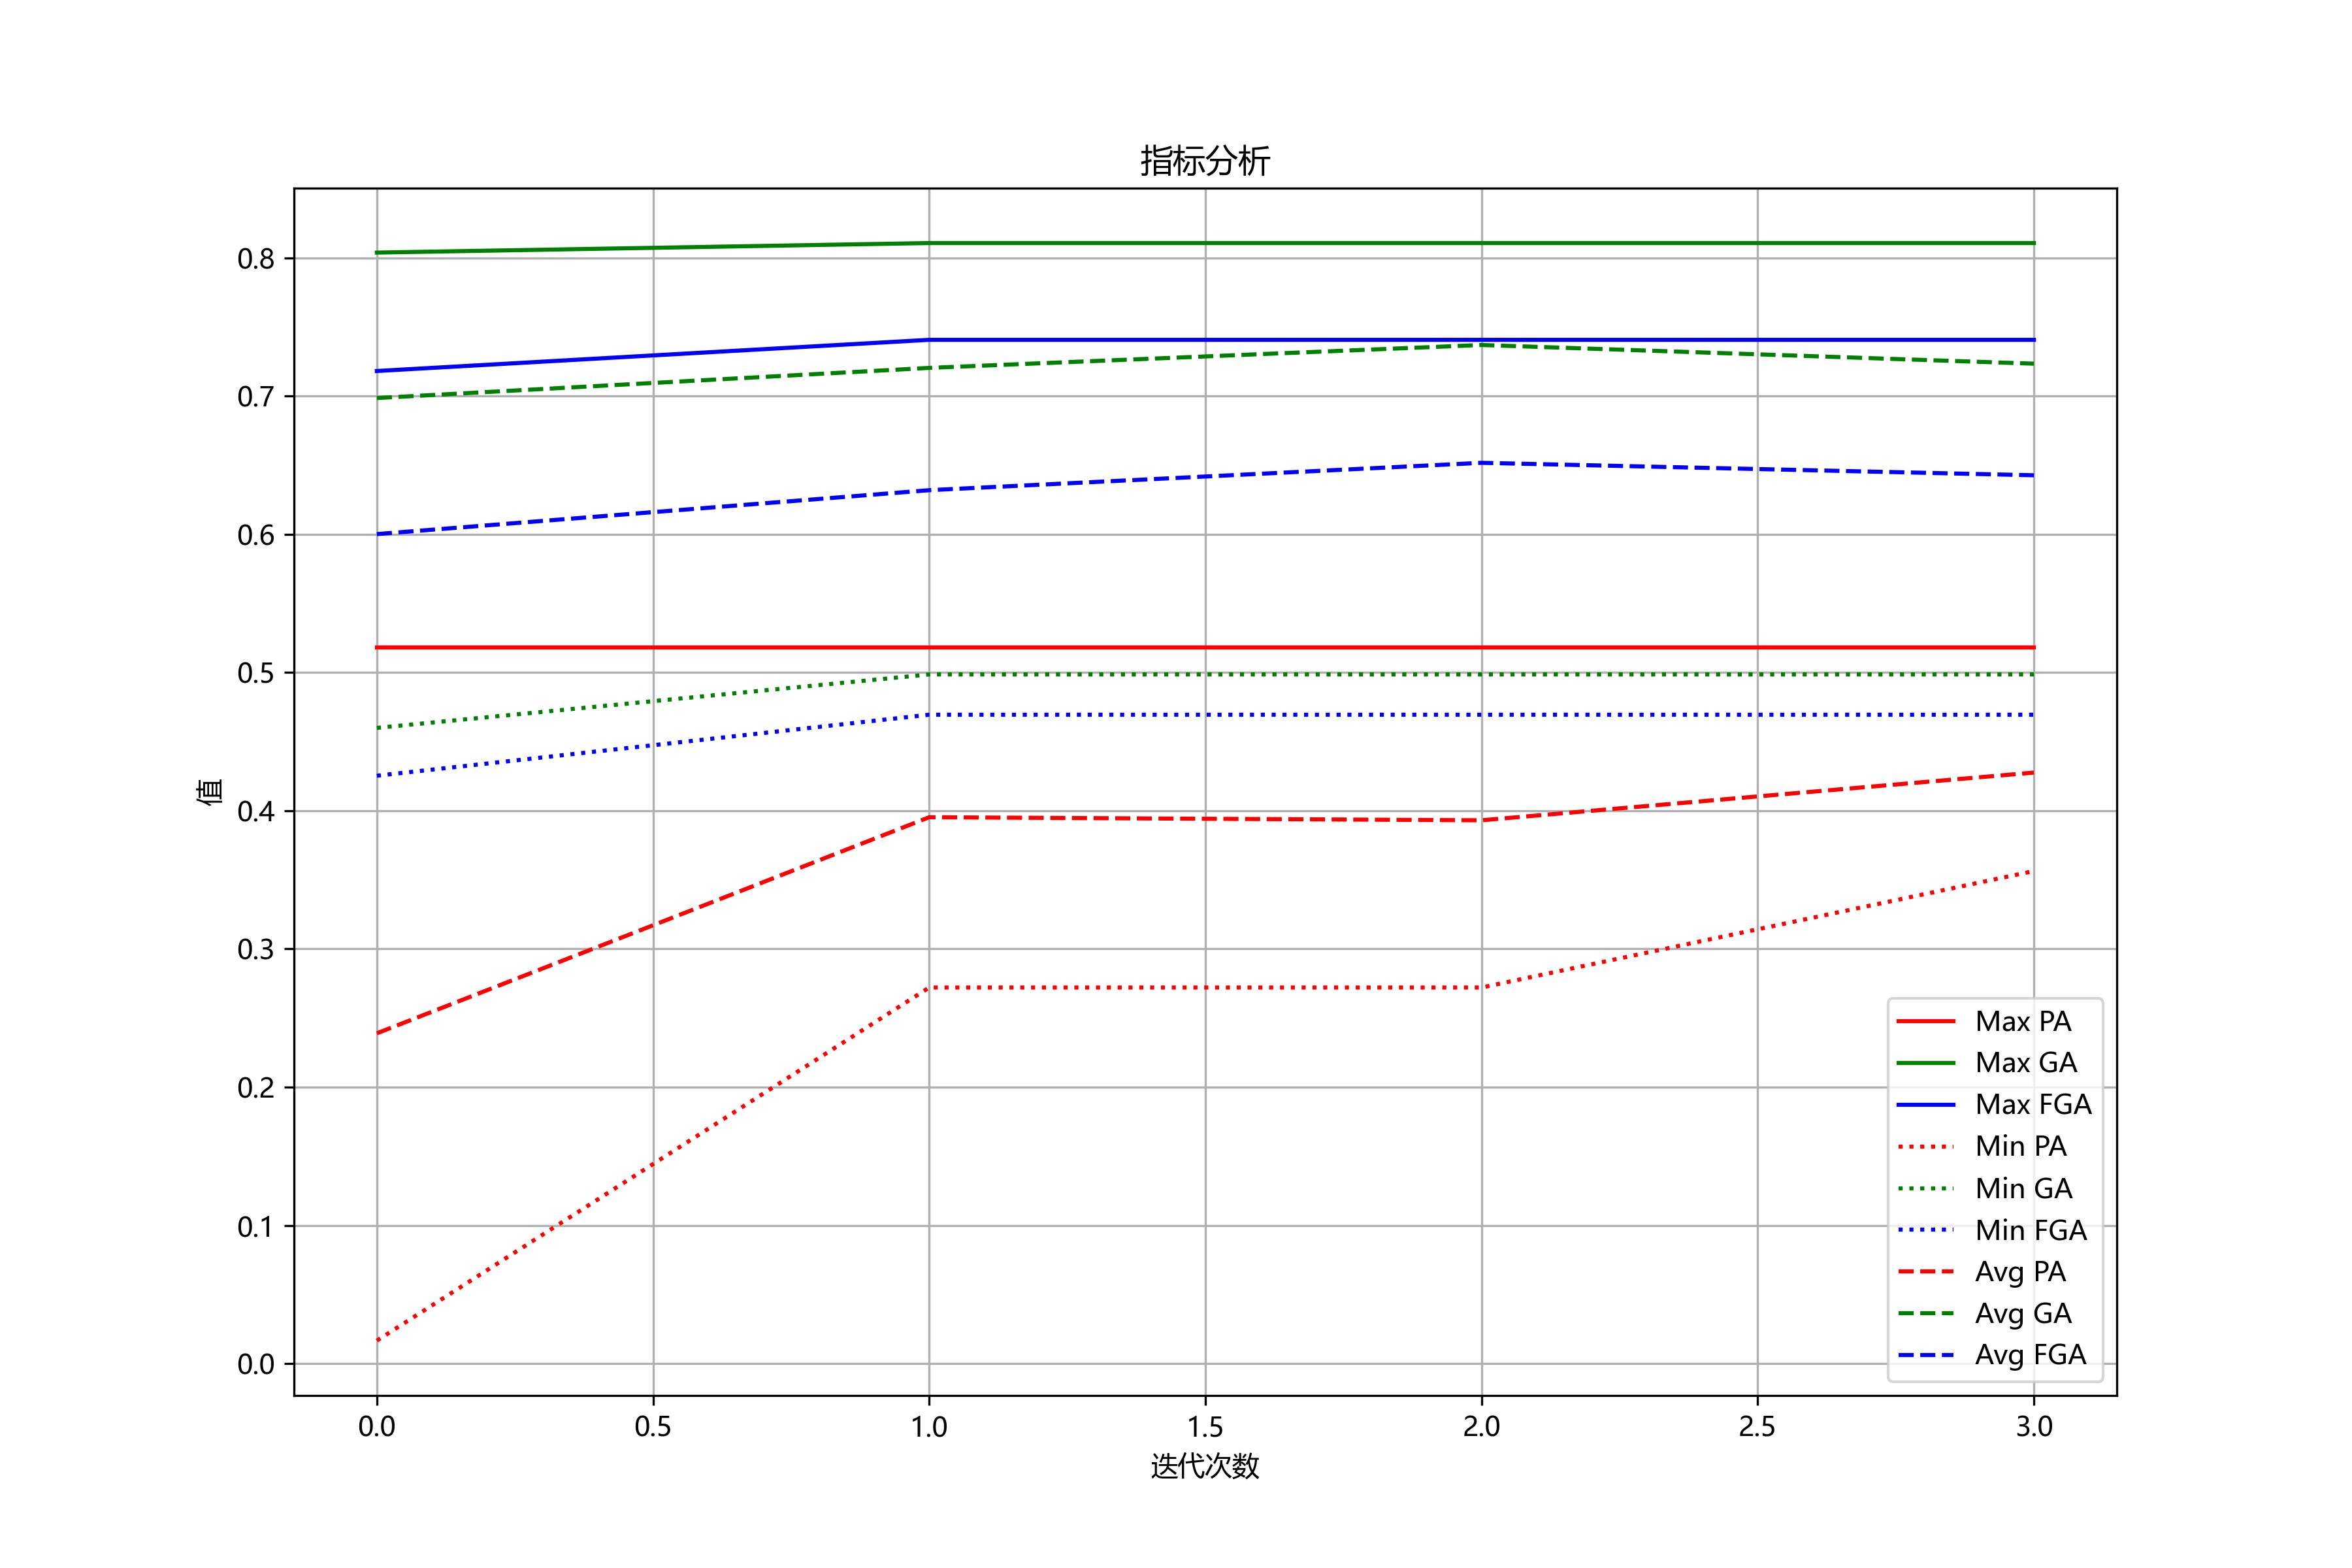 指标分析
0.8
0.7
0.6
0.5
0.4
0.3
0.2
0.1
0.0
值
Max PA
Max GA
Max FGA
Min PA
Min GA
Min FGA
Avg PA
Avg GA
Avg FGA
0.0 0.5 1.0 1.5 2.0 2.5 3.0
迭代次数